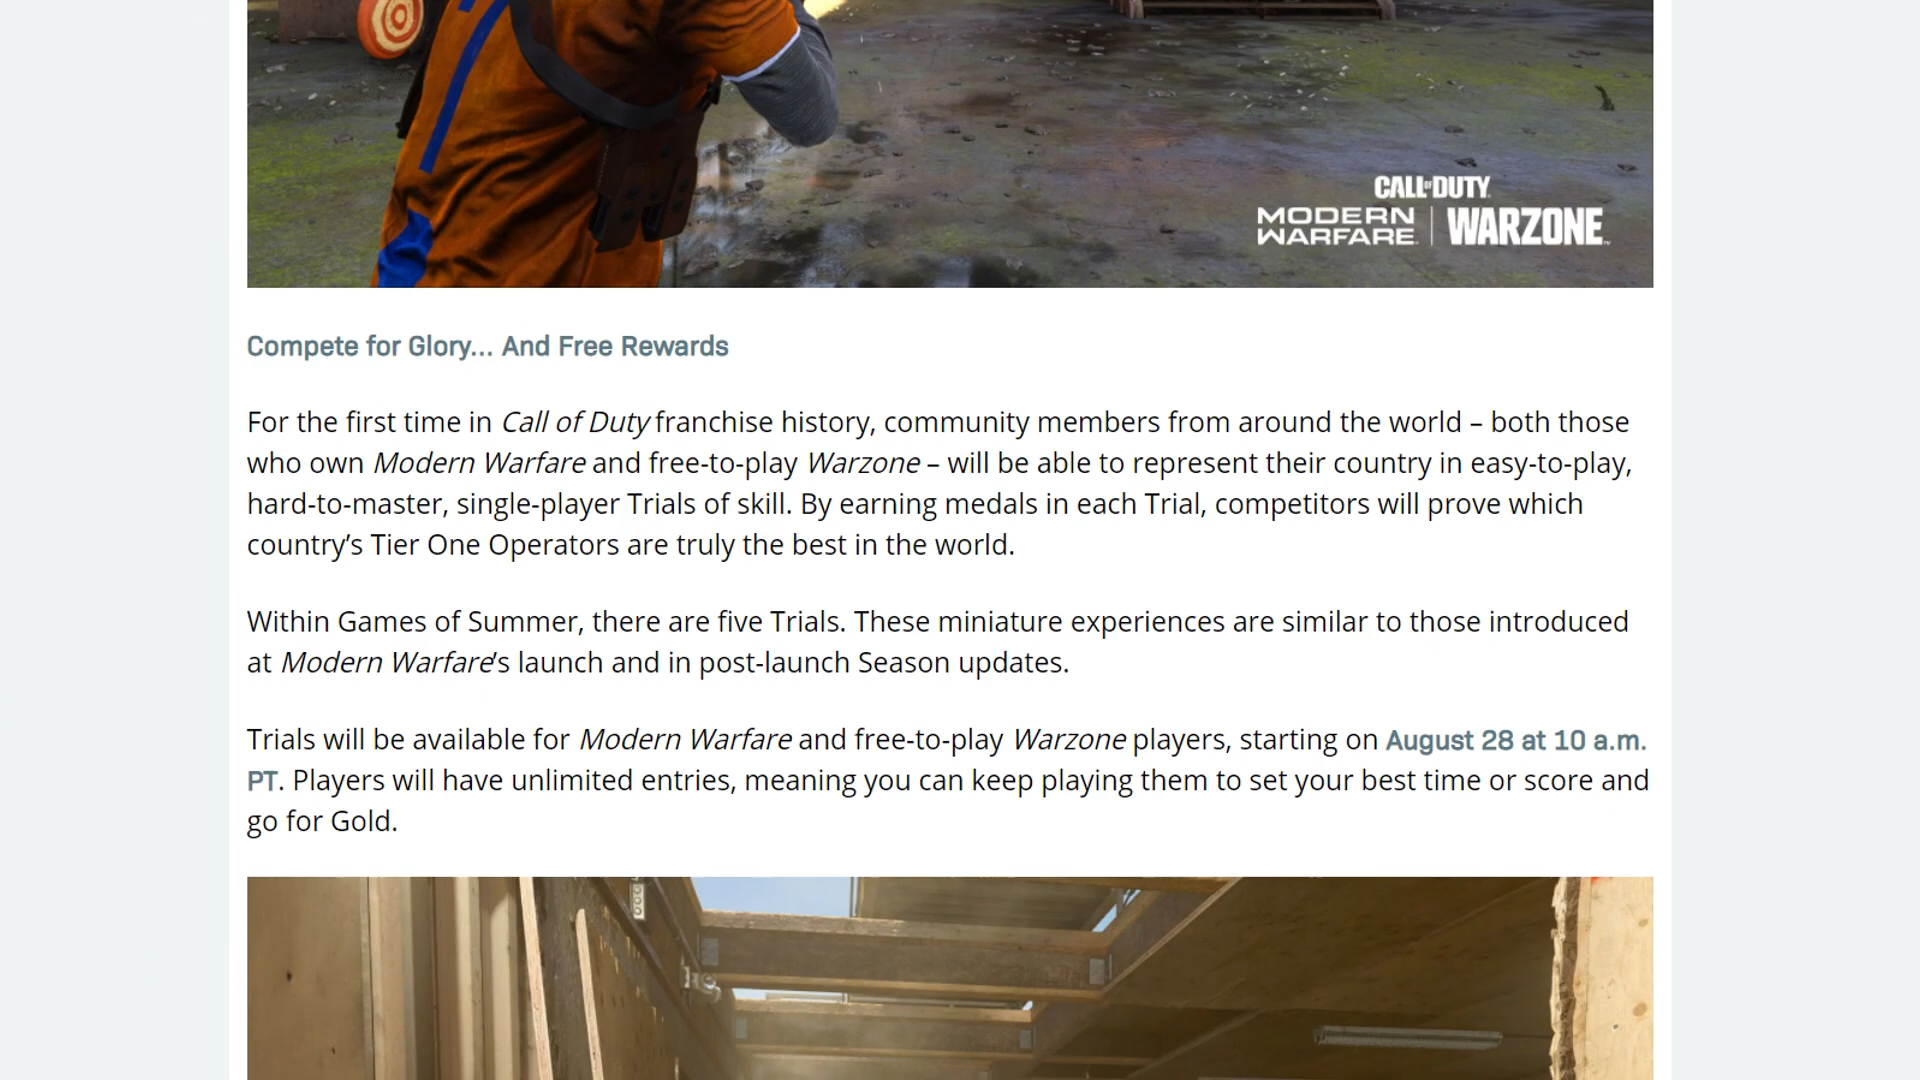 CALL OF DUTY
MODERN WARFARE | WARZONE
Compete for Glory... And Free Rewards
For the first time in Call of Duty franchise history, community members from around the world – both those
who own Modern Warfare and free-to-play Warzone – will be able to represent their country in easy-to-play,
hard-to-master, single-player Trials of skill. By earning medals in each Trial, competitors will prove which
country’s Tier One Operators are truly the best in the world.
Within Games of Summer, there are five Trials. These miniature experiences are similar to those introduced
at Modern Warfare’s launch and in post-launch Season updates.
Trials will be available for Modern Warfare and free-to-play Warzone players, starting on August 28 at 10 a.m.
PT. Players will have unlimited entries, meaning you can keep playing them to set your best time or score and
go for Gold.